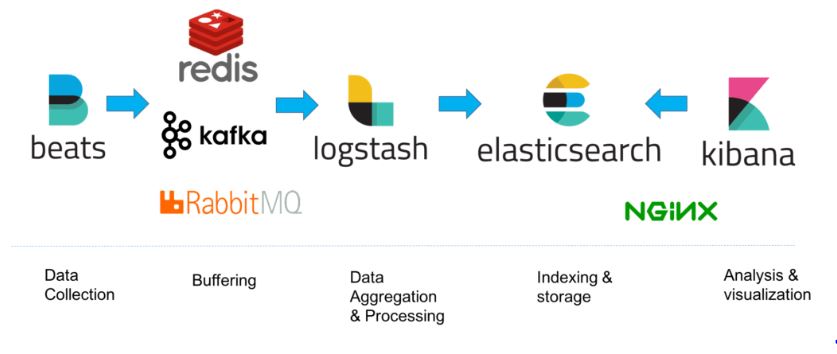 redis
beats
kafka
logstash
elasticsearch
kibana
RabbitMQ
NGINX
Data
Collection
Buffering
Data
Aggregation
& Processing
Indexing &
storage
Analysis &
visualization